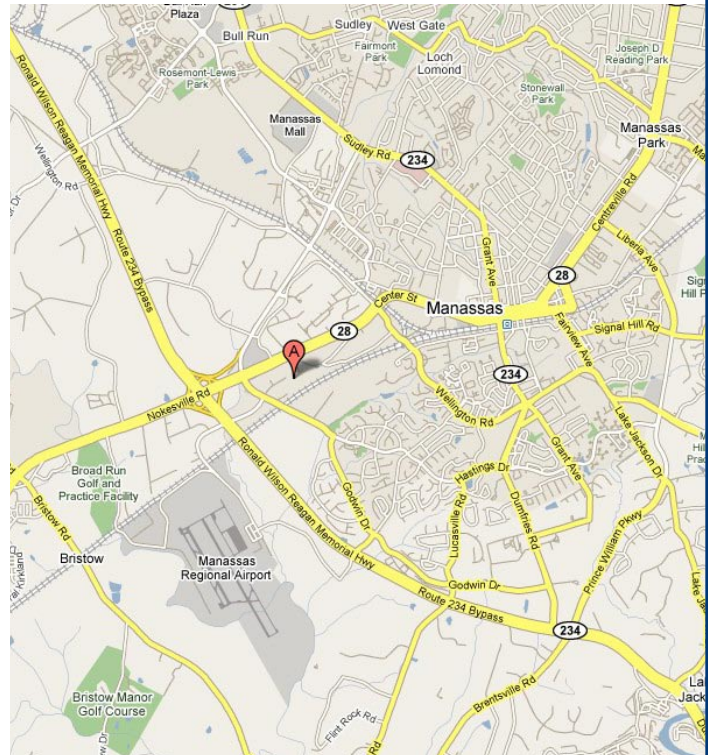 234
Plaza
Bull Run
Sudley
West Gate
Fairmont
Park
Loch
Lomond
Joseph D
Reading Park
Rosemont-Lewis
Park
Stonewall
Park
Manassas
Mall
Sudley Rd
234
Manassas
Park
Ronald Wilson Reagan Memorial Hwy
Wellington Rd
Route 234 Bypass
Grant Ave
Centreville Rd
Liberia Ave
28
Center St
Manassas
Signal Hill Rd
Fairview Ave
28
A
234
Nokesville Rd
Wellington Rd
Lake Jackson Dr
Grant Ave
Broad Run
Golf and
Practice Facility
Hastings Dr
Ronald Wilson Reagan Memorial Hwy
Godwin Dr
Lucasville Rd
Dumfries Rd
Prince William Pkwy
Bristow Rd
Bristow
Manassas
Regional Airport
Godwin Dr
Route 234 Bypass
234
Brentsville Rd
Bristow Manor
Golf Course
Flint Rock Rd